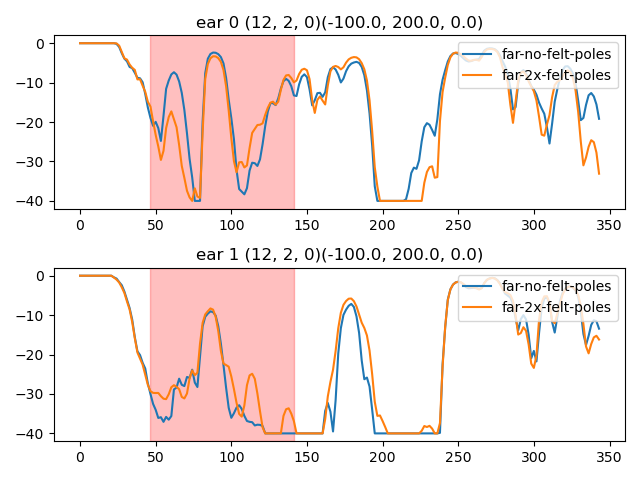 ear 0 (12, 2, 0)(-100.0, 200.0, 0.0)
0
−10
−20
−30
−40
far-no-felt-poles
far-2x-felt-poles
0 50 100 150 200 250 300 350
ear 1 (12, 2, 0)(-100.0, 200.0, 0.0)
0
−10
−20
−30
−40
far-no-felt-poles
far-2x-felt-poles
0 50 100 150 200 250 300 350